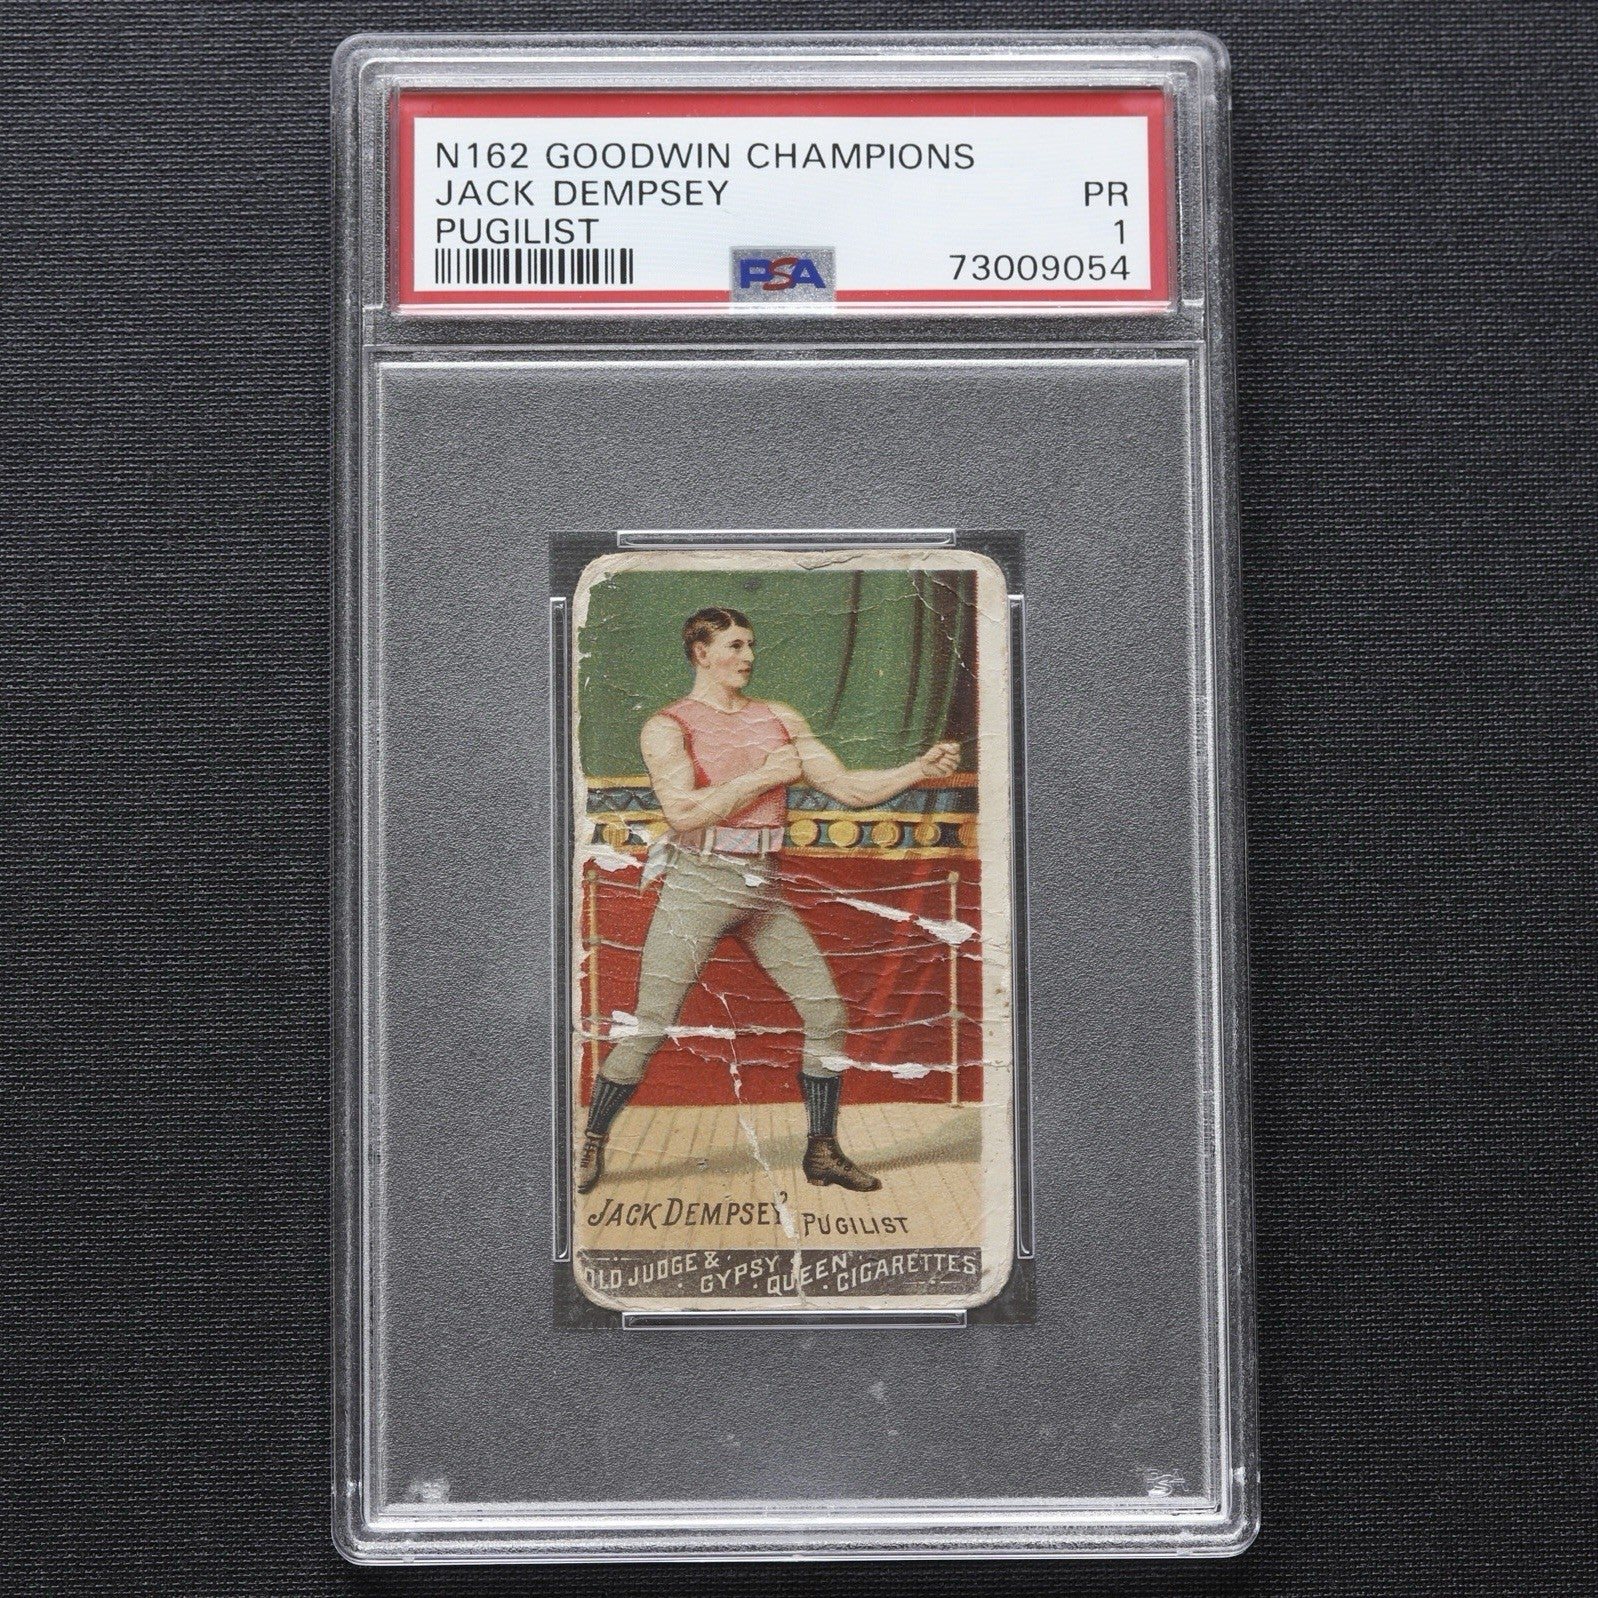 N162 GOODWIN CHAMPIONS
JACK DEMPSEY PR
PUGILIST 1
PSA 73009054
JACK DEMPSEY, PUGILIST
OLD JUDGE & GYPSY QUEEN CIGARETTES